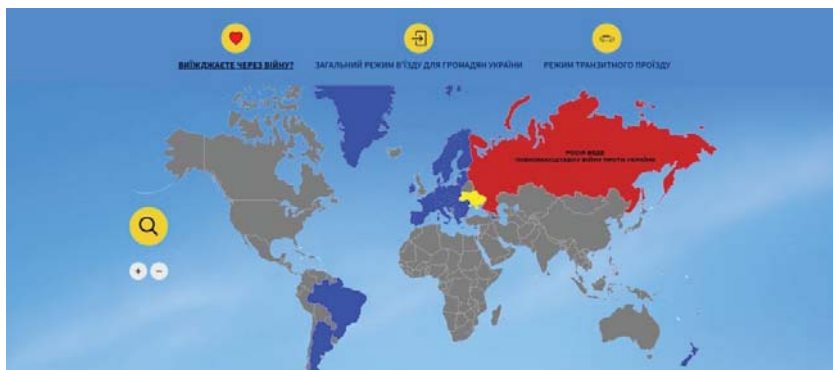 ВИЇЖДЖАЄТЕ ЧЕРЕЗ ВІЙНУ?
ЗАГАЛЬНИЙ РЕЖИМ В'ЇЗДУ ДЛЯ ГРОМАДЯН УКРАЇНИ
РЕЖИМ ТРАНЗИТНОГО ПРОЇЗДУ
РОСІЯ ВЕДЕ
ПОВНОМАСШТАБНУ ВІЙНУ ПРОТИ УКРАЇНИ